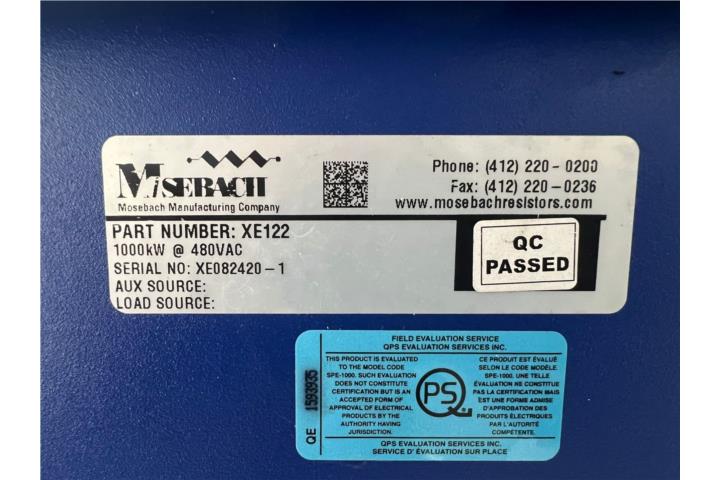 MOSEBACH
Mosebach Manufacturing Company
Phone: (412) 220-0200
Fax: (412) 220-0236
www.mosebachresistors.com
PART NUMBER: XE122
1000kW @ 480VAC
SERIAL NO: XE082420-1
AUX SOURCE:
LOAD SOURCE:
QC
PASSED
FIELD EVALUATION SERVICE
QPS EVALUATION SERVICES INC.
THIS PRODUCT IS EVALUATED
TO THE MODEL CODE
SPE-1000. SUCH EVALUATION
DOES NOT CONSTITUTE
CERTIFICATION BUT IS AN
ACCEPTED FORM OF
APPROVAL OF ELECTRICAL
PRODUCTS BY THE
AUTHORITY HAVING
JURISDICTION.
QPS
CE PRODUIT EST ÉVALUÉ
SELON LE CODE MODÈLE.
SPE-1000. UNE TELLE
ÉVALUATION NE CONSTITUE
PAS LA CERTIFICATION MAIS
EST UNE FORME ADMISE
D'APPROBATION DES
PRODUITS ÉLECTRIQUES
PAR L'AUTORITÉ
COMPÉTENTE.
QE 1593935
QPS EVALUATION SERVICES INC.
SERVICE D' ÉVALUATION SUR PLACE